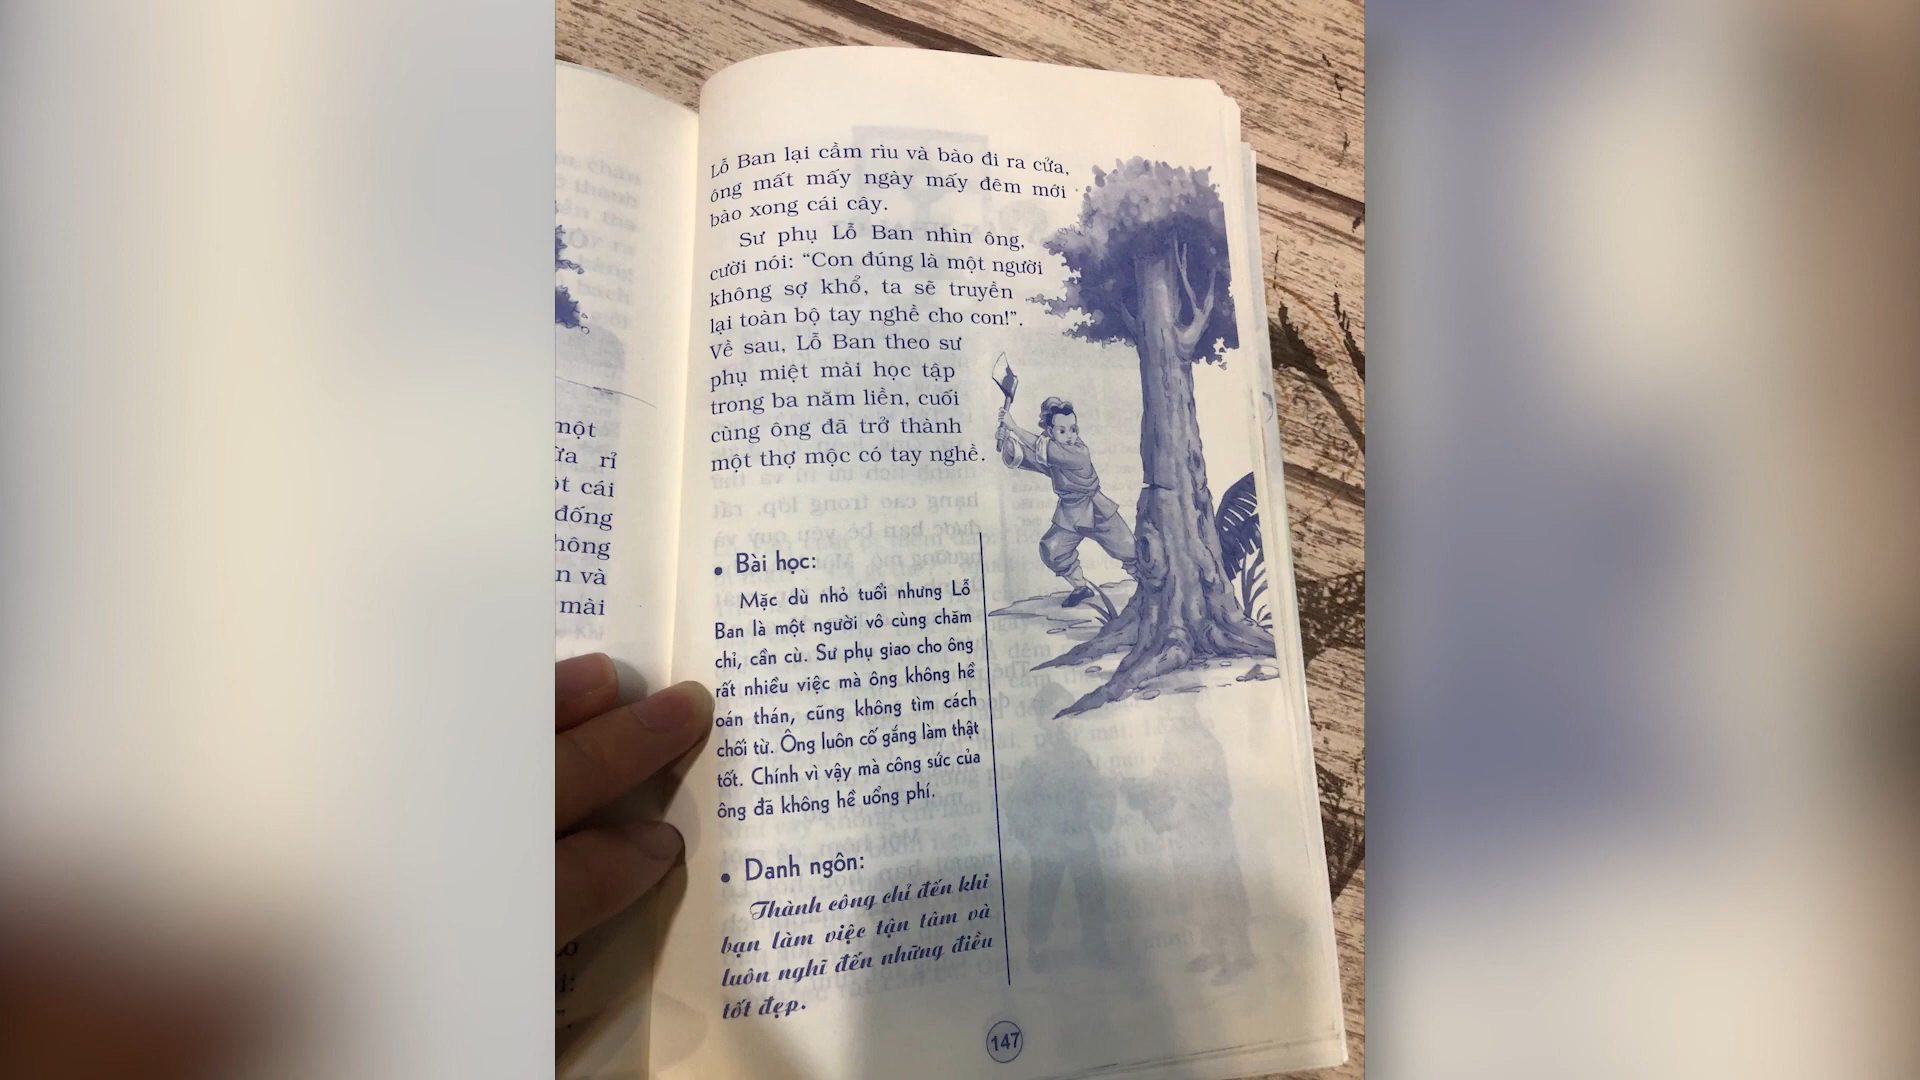 một
ừa rỉ
ột cái
đống
hông
n và
mài
Lỗ Ban lại cầm rìu và bào đi ra cửa,
ông mất mấy ngày mấy đêm mới
bào xong cái cây.
Sư phụ Lỗ Ban nhìn ông,
cười nói: “Con đúng là một người
không sợ khổ, ta sẽ truyền
lại toàn bộ tay nghề cho con!”.
Về sau, Lỗ Ban theo sư
phụ miệt mài học tập
trong ba năm liền, cuối
cùng ông đã trở thành
một thợ mộc có tay nghề.
• Bài học:
Mặc dù nhỏ tuổi nhưng Lỗ
Ban là một người vô cùng chăm
chỉ, cần cù. Sư phụ giao cho ông
rất nhiều việc mà ông không hề
oán thán, cũng không tìm cách
chối từ. Ông luôn cố gắng làm thật
tốt. Chính vì vậy mà công sức của
ông đã không hề uổng phí.
• Danh ngôn:
Thành công chỉ đến khi
bạn làm việc tận tâm và
luôn nghĩ đến những điều
tốt đẹp.
147